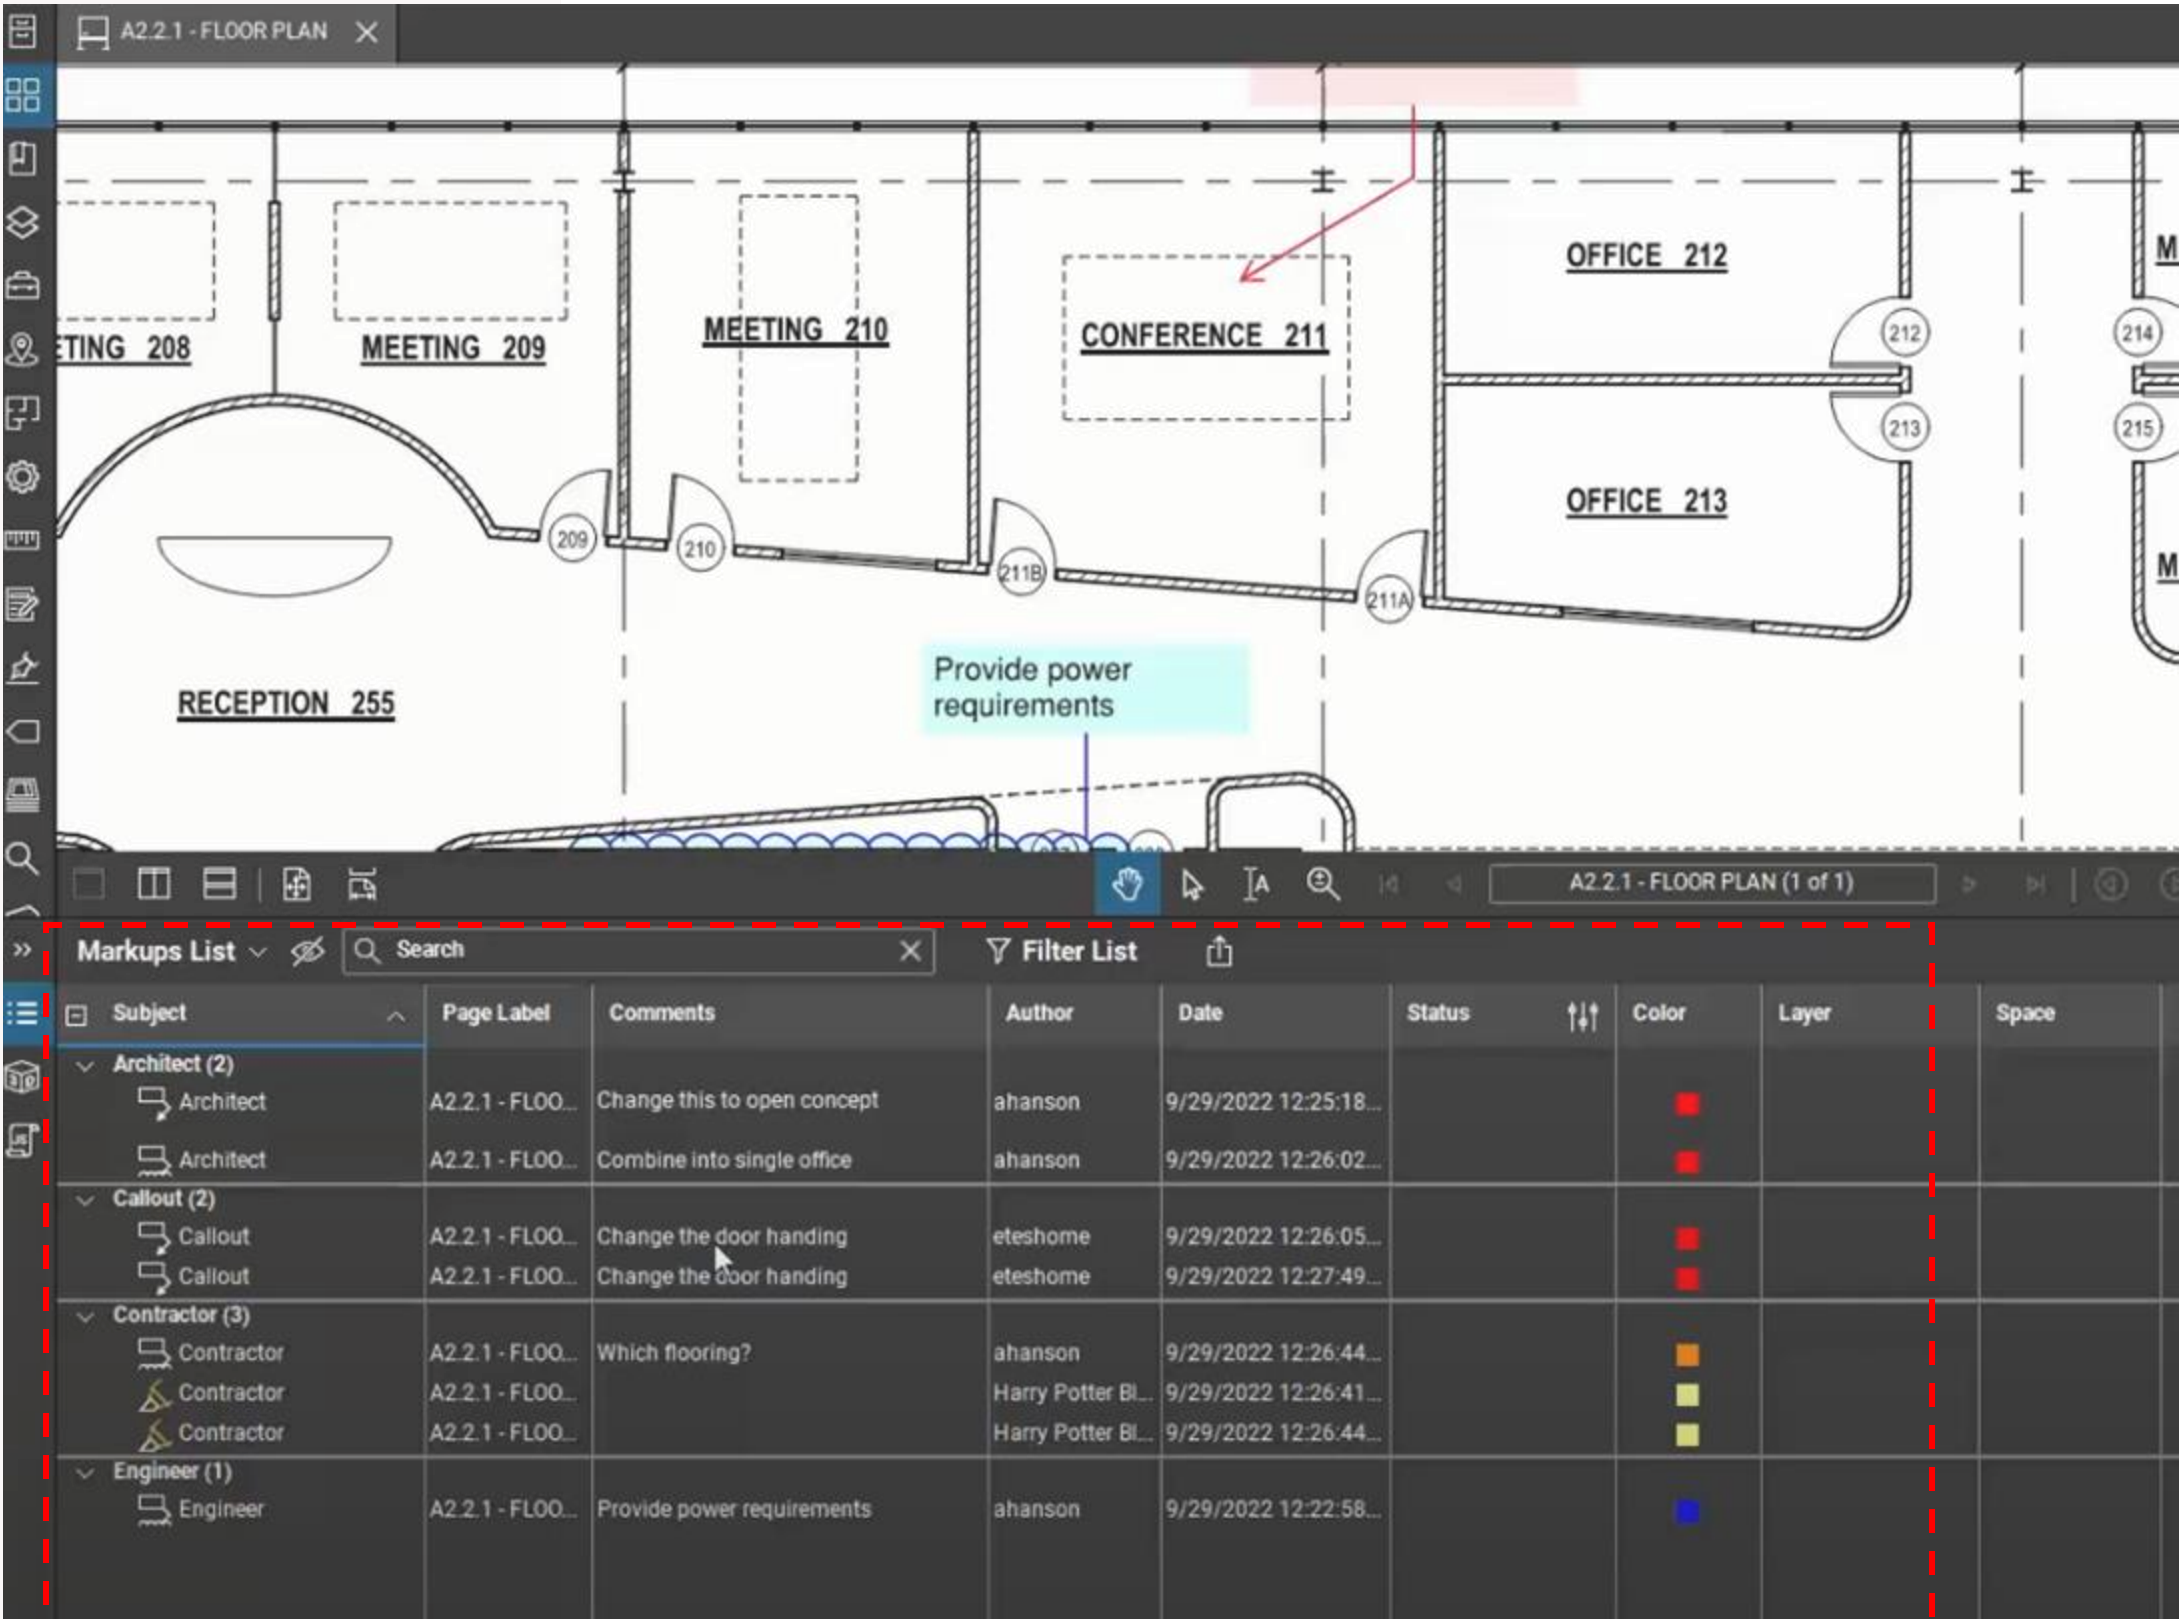 A2.2.1 - FLOOR PLAN
OFFICE 212
MEETING 210
CONFERENCE 211
ETING 208
MEETING 209
212
214
213
215
OFFICE 213
209
210
211B
211A
Provide power
requirements
RECEPTION 255
A2.2.1 - FLOOR PLAN (1 of 1)
Markups List
Search
Filter List
Subject Page Label Comments Author Date Status Color Layer Space
Architect (2)
Architect A2.2.1 - FLOO... Change this to open concept ahanson 9/29/2022 12:25:18...
Architect A2.2.1 - FLOO... Combine into single office ahanson 9/29/2022 12:26:02...
Callout (2)
Callout A2.2.1 - FLOO... Change the door handing eteshome 9/29/2022 12:26:05...
Callout A2.2.1 - FLOO... Change the door handing eteshome 9/29/2022 12:27:49...
Contractor (3)
Contractor A2.2.1 - FLOO... Which flooring? ahanson 9/29/2022 12:26:44...
Contractor A2.2.1 - FLOO... Harry Potter Bl... 9/29/2022 12:26:41...
Contractor A2.2.1 - FLOO... Harry Potter Bl... 9/29/2022 12:26:44...
Engineer (1)
Engineer A2.2.1 - FLOO... Provide power requirements ahanson 9/29/2022 12:22:58...